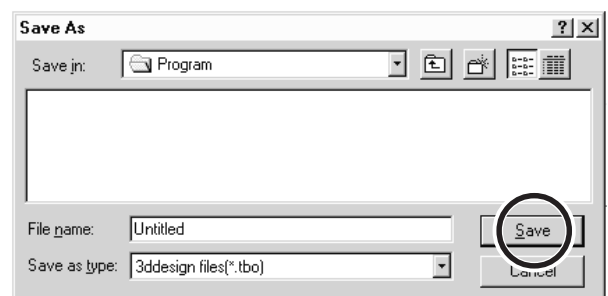 Save As
Save in: Program
File name: Untitled Save
Save as type: 3ddesign files(*.tbo) Cancel